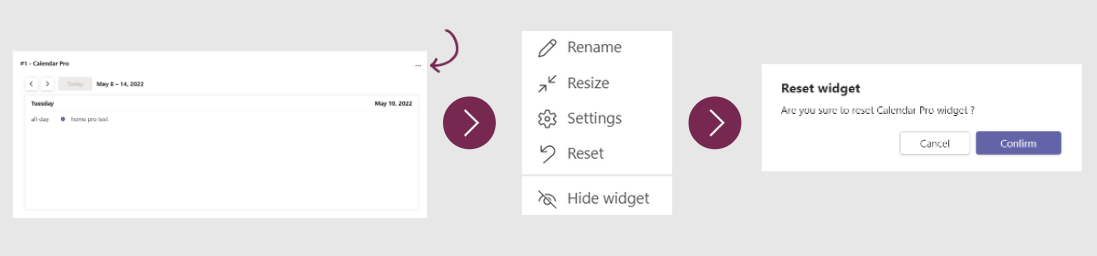 #1 - Calendar Pro
...
Today
May 8 – 14, 2022
Tuesday
May 10, 2022
all-day
home pro test
Rename
Resize
Settings
Reset
Hide widget
Reset widget
Are you sure to reset Calendar Pro widget ?
Cancel
Confirm